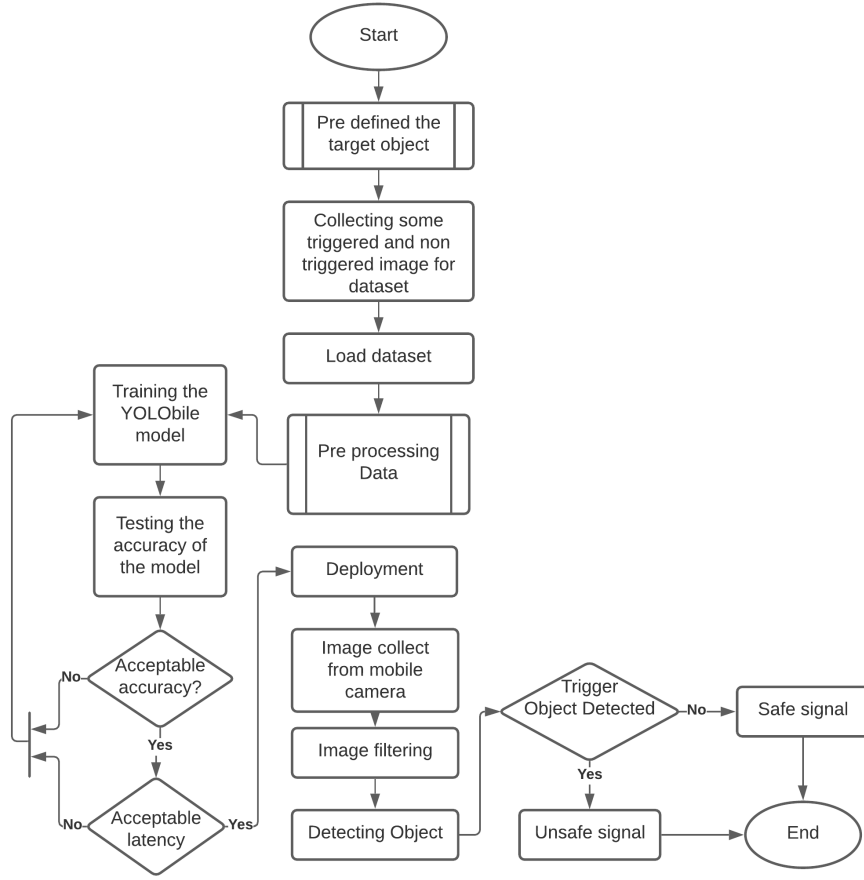 Start
Pre defined the
target object
Collecting some
triggered and non
triggered image for
dataset
Load dataset
Pre processing
Data
Training the
YOLObile
model
Testing the
accuracy of
the model
Acceptable
accuracy?
No
Yes
Acceptable
latency
No
Yes
Deployment
Image collect
from mobile
camera
Image filtering
Detecting Object
Trigger
Object Detected
No
Safe signal
Yes
Unsafe signal
End